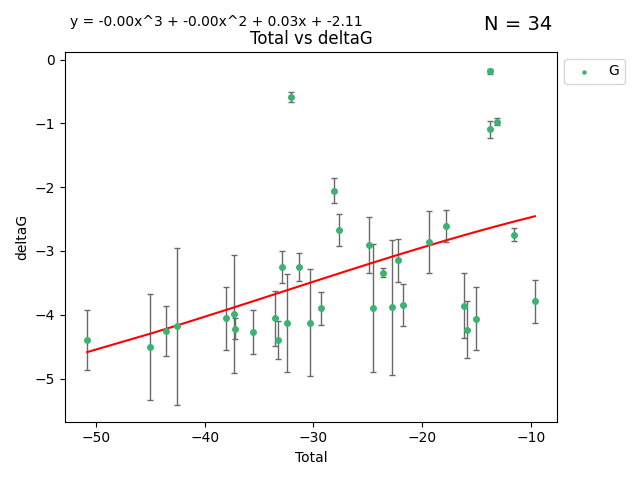 y = -0.00x^3 + -0.00x^2 + 0.03x + -2.11
N = 34
Total vs deltaG
G
0
−1
−2
−3
−4
−5
deltaG
−50 −40 −30 −20 −10
Total